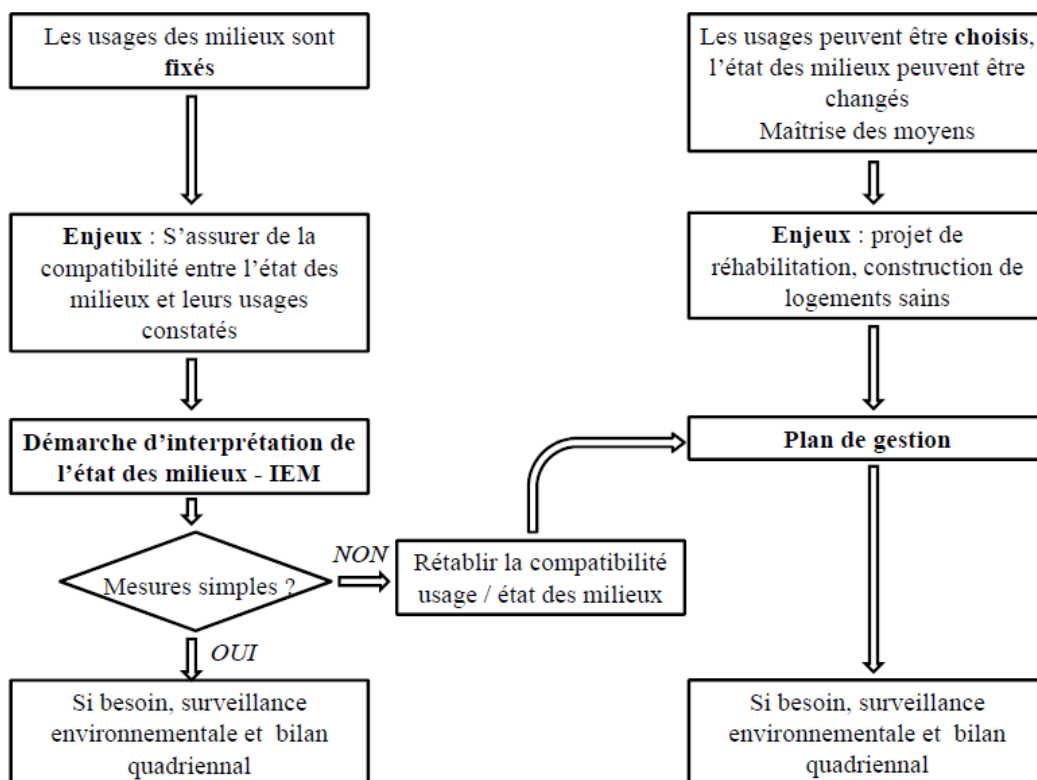 Les usages des milieux sont
fixés
Enjeux : S’assurer de la
compatibilité entre l’état des
milieux et leurs usages
constatés
Démarche d’interprétation de
l’état des milieux - IEM
Mesures simples ?
NON
Rétablir la compatibilité
usage / état des milieux
OUI
Si besoin, surveillance
environnementale et bilan
quadriennal
Les usages peuvent être choisis,
l’état des milieux peuvent être
changés
Maîtrise des moyens
Enjeux : projet de
réhabilitation, construction de
logements sains
Plan de gestion
Si besoin, surveillance
environnementale et bilan
quadriennal